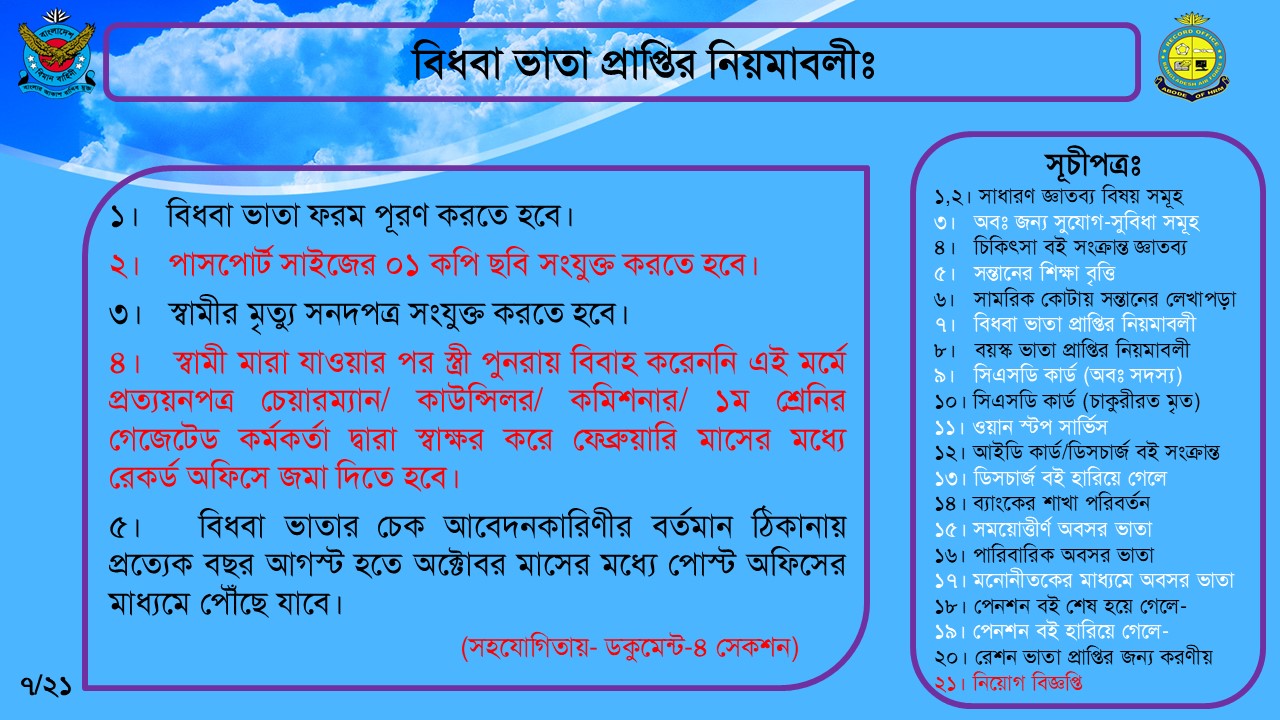 বিধবা ভাতা প্রাপ্তির নিয়মাবলীঃ
বাংলাদেশ
বিমান বাহিনী
বাংলার আকাশ রাখিব মুক্ত
RECORD OFFICE
BANGLADESH AIR FORCE
ABODE OF HRM
১। বিধবা ভাতা ফরম পূরণ করতে হবে।
২। পাসপোর্ট সাইজের ০১ কপি ছবি সংযুক্ত করতে হবে।
৩। স্বামীর মৃত্যু সনদপত্র সংযুক্ত করতে হবে।
৪। স্বামী মারা যাওয়ার পর স্ত্রী পুনরায় বিবাহ করেননি এই মর্মে
প্রত্যয়নপত্র চেয়ারম্যান/ কাউন্সিলর/ কমিশনার/ ১ম শ্রেনির
গেজেটেড কর্মকর্তা দ্বারা স্বাক্ষর করে ফেব্রুয়ারি মাসের মধ্যে
রেকর্ড অফিসে জমা দিতে হবে।
৫। বিধবা ভাতার চেক আবেদনকারিণীর বর্তমান ঠিকানায়
প্রত্যেক বছর আগস্ট হতে অক্টোবর মাসের মধ্যে পোস্ট অফিসের
মাধ্যমে পৌঁছে যাবে।
(সহযোগিতায়- ডকুমেন্ট-৪ সেকশন)
৭/২১
সূচীপত্রঃ
১,২। সাধারণ জ্ঞাতব্য বিষয় সমূহ
৩। অবঃ জন্য সুযোগ-সুবিধা সমূহ
৪। চিকিৎসা বই সংক্রান্ত জ্ঞাতব্য
৫। সন্তানের শিক্ষা বৃত্তি
৬। সামরিক কোটায় সন্তানের লেখাপড়া
৭। বিধবা ভাতা প্রাপ্তির নিয়মাবলী
৮। বয়স্ক ভাতা প্রাপ্তির নিয়মাবলী
৯। সিএসডি কার্ড (অবঃ সদস্য)
১০। সিএসডি কার্ড (চাকুরীরত মৃত)
১১। ওয়ান স্টপ সার্ভিস
১২। আইডি কার্ড/ডিসচার্জ বই সংক্রান্ত
১৩। ডিসচার্জ বই হারিয়ে গেলে
১৪। ব্যাংকের শাখা পরিবর্তন
১৫। সময়োত্তীর্ণ অবসর ভাতা
১৬। পারিবারিক অবসর ভাতা
১৭। মনোনীতকের মাধ্যমে অবসর ভাতা
১৮। পেনশন বই শেষ হয়ে গেলে-
১৯। পেনশন বই হারিয়ে গেলে-
২০। রেশন ভাতা প্রাপ্তির জন্য করণীয়
২১। নিয়োগ বিজ্ঞপ্তি